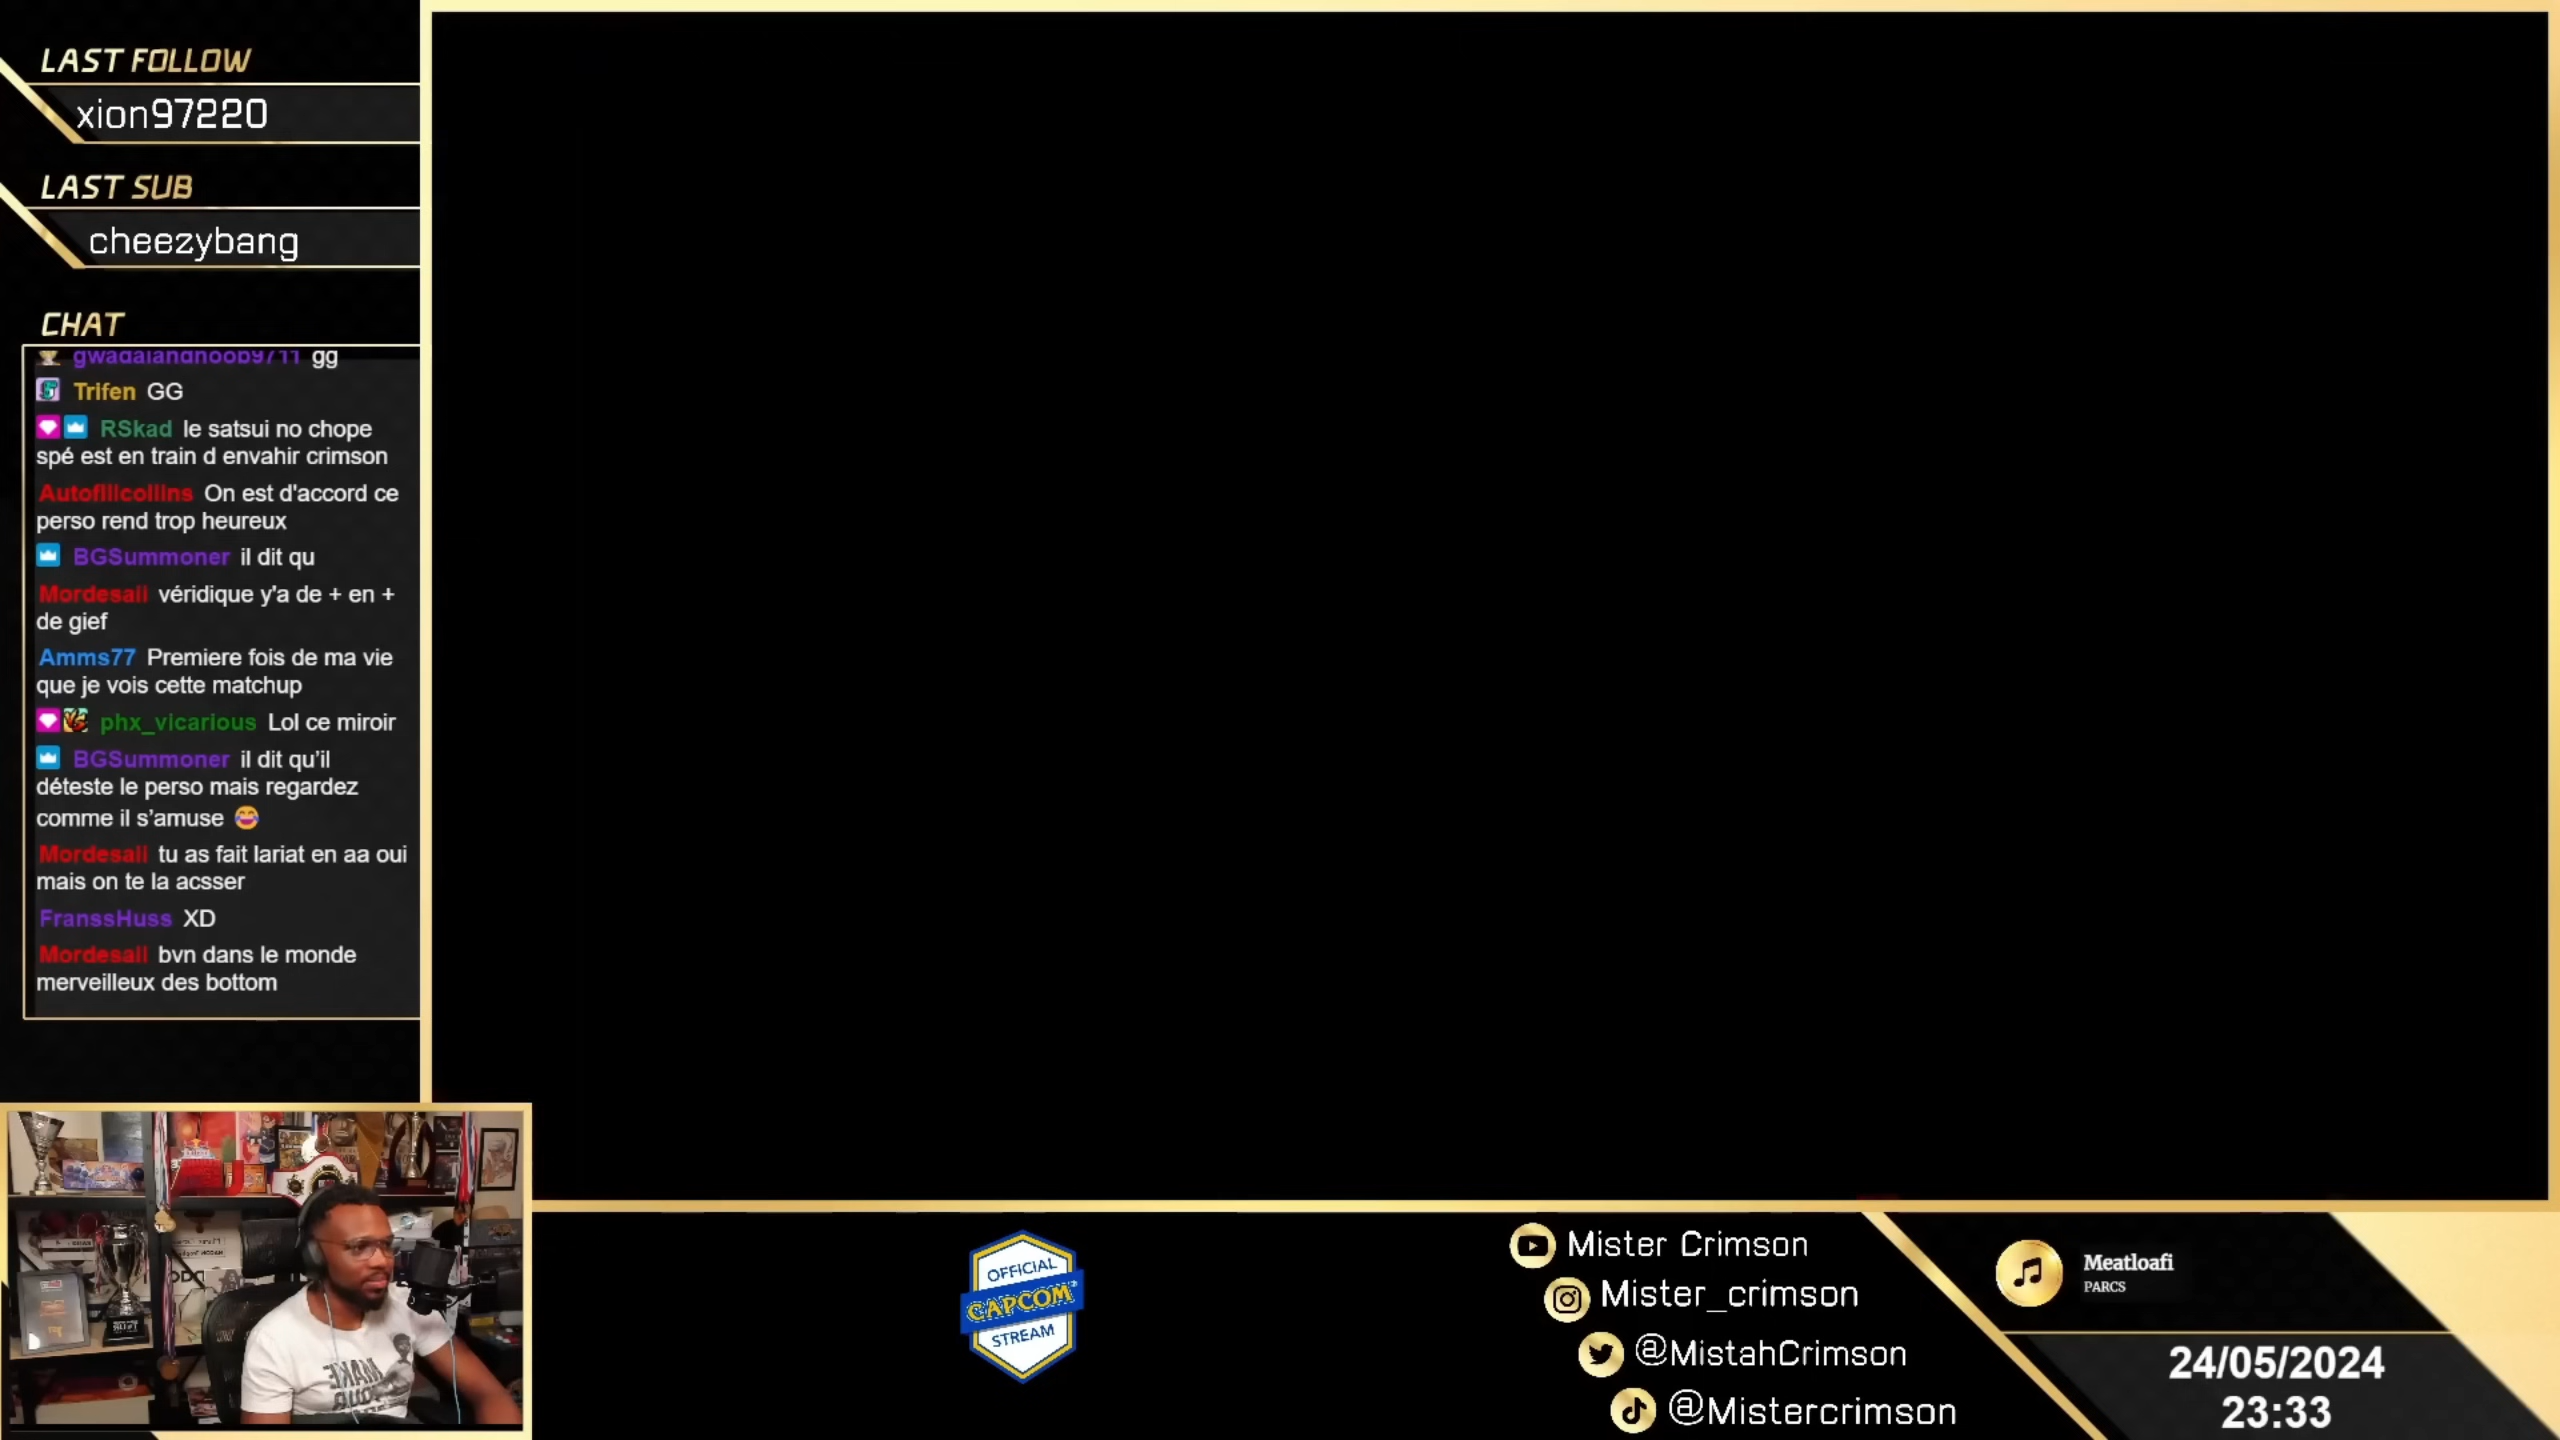 LAST FOLLOW
xion97220
LAST SUB
cheezybang
CHAT
gwadalandnoob9711 gg
Trifen GG
RSkad le satsui no chope
spé est en train d envahir crimson
Autofillcollins On est d'accord ce
perso rend trop heureux
BGSummoner il dit qu
Mordesaii véridique y'a de + en +
de gief
Amms77 Premiere fois de ma vie
que je vois cette matchup
phx_vicarious Lol ce miroir
BGSummoner il dit qu'il
déteste le perso mais regardez
comme il s'amuse
Mordesaii tu as fait lariat en aa oui
mais on te la acsser
FranssHuss XD
Mordesaii bvn dans le monde
merveilleux des bottom
OFFICIAL
CAPCOM
STREAM
Mister Crimson
Mister_crimson
@MistahCrimson
@Mistercrimson
Meatloafi
PARCS
24/05/2024
23:33